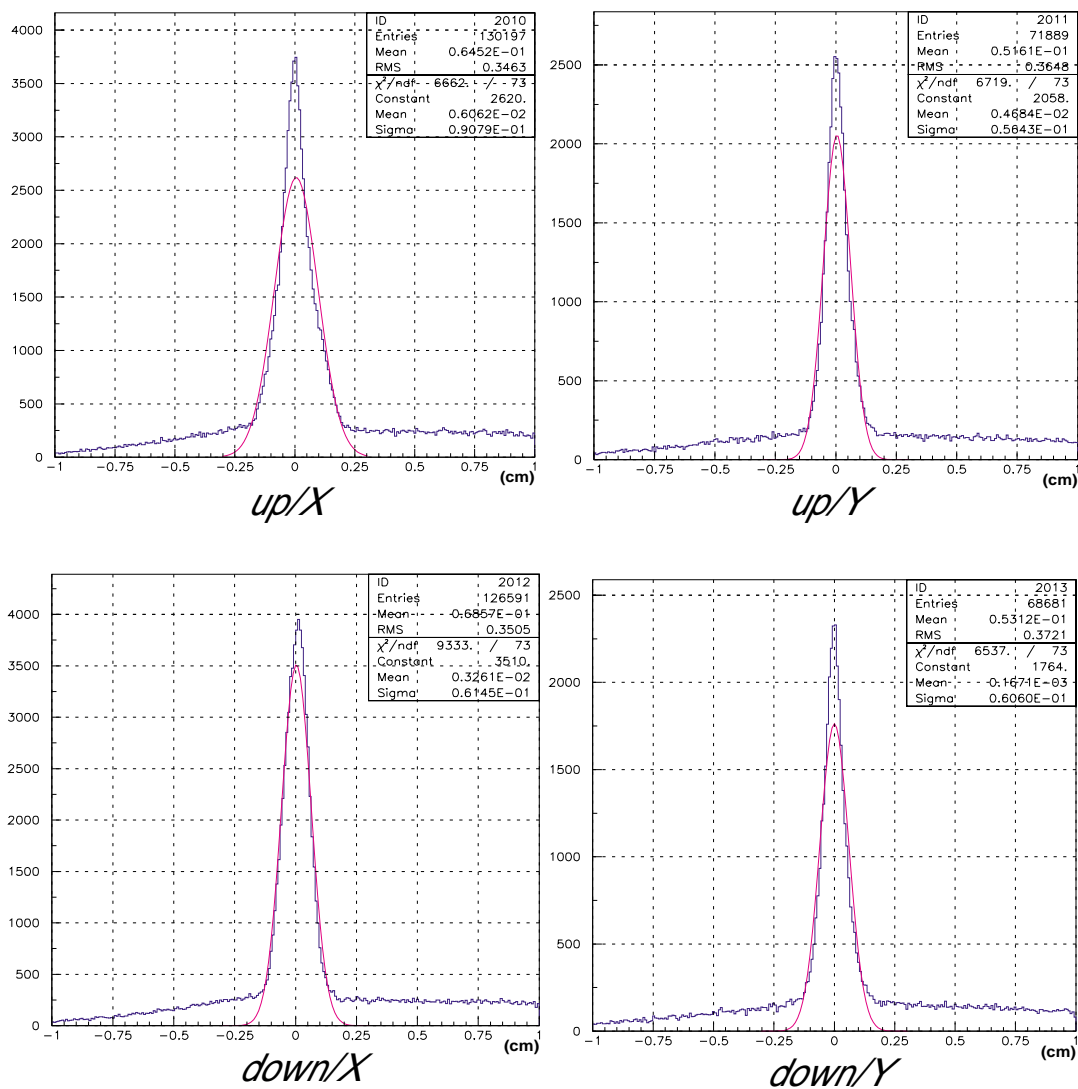 ID 2010
Entries 130197
Mean 0.6452E-01
RMS 0.3463
χ²/ndf 6662. / 73
Constant 2620.
Mean 0.6062E-02
Sigma 0.9079E-01
4000
3500
3000
2500
2000
1500
1000
500
0
-1 -0.75 -0.5 -0.25 0 0.25 0.5 0.75 1
(cm)
up/X
ID 2011
Entries 71889
Mean 0.5161E-01
RMS 0.3648
χ²/ndf 6719. / 73
Constant 2058.
Mean 0.4684E-02
Sigma 0.5643E-01
2500
2000
1500
1000
500
0
-1 -0.75 -0.5 -0.25 0 0.25 0.5 0.75 1
(cm)
up/Y
ID 2012
Entries 126591
Mean 0.6857E-01
RMS 0.3505
χ²/ndf 9333. / 73
Constant 3510.
Mean 0.3261E-02
Sigma 0.6145E-01
4000
3500
3000
2500
2000
1500
1000
500
0
-1 -0.75 -0.5 -0.25 0 0.25 0.5 0.75 1
(cm)
down/X
ID 2013
Entries 68681
Mean 0.5312E-01
RMS 0.3721
χ²/ndf 6537. / 73
Constant 1764.
Mean 0.1671E-03
Sigma 0.6060E-01
2500
2000
1500
1000
500
0
-1 -0.75 -0.5 -0.25 0 0.25 0.5 0.75 1
(cm)
down/Y